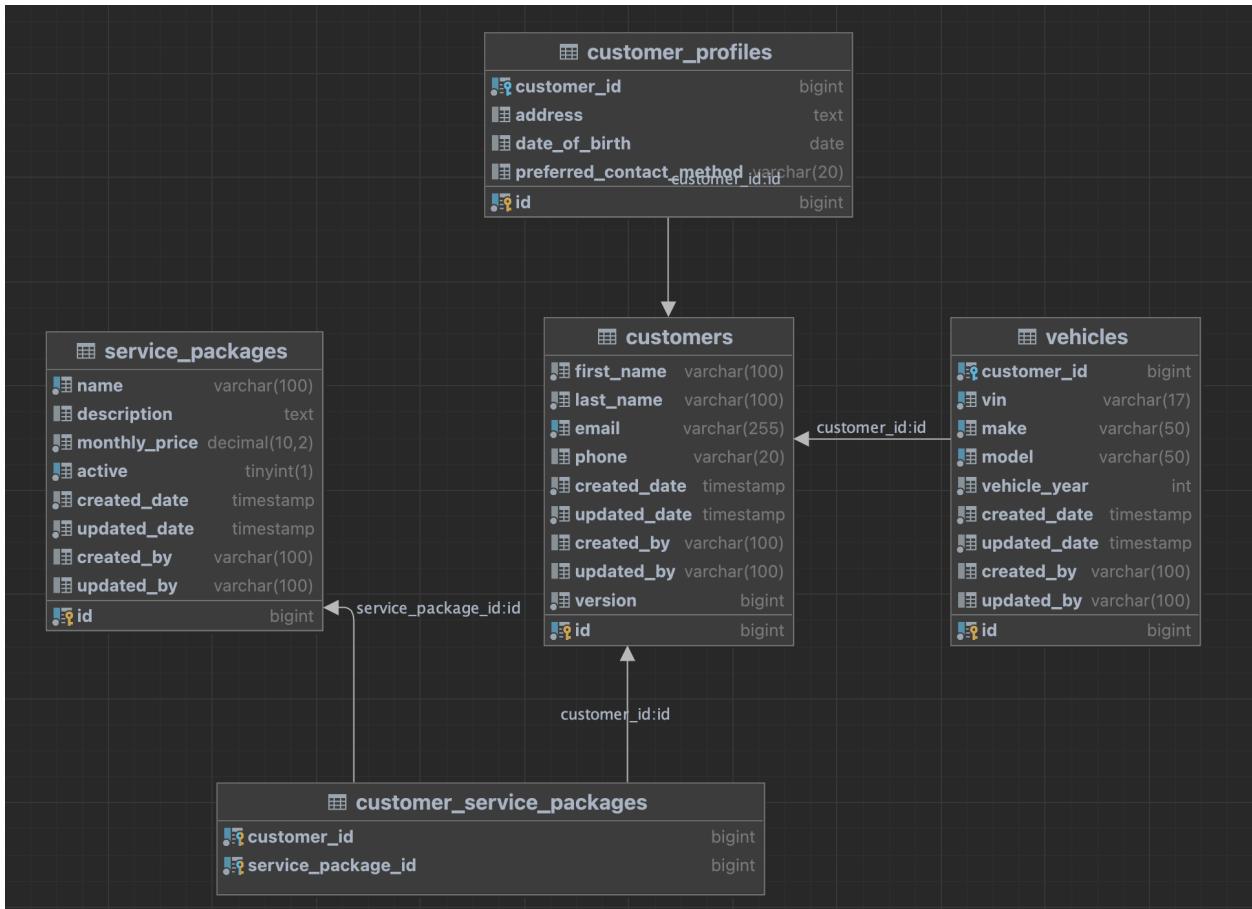 customer_profiles
customer_id bigint
address text
date_of_birth date
preferred_contact_method varchar(20)
customer_id:id
id bigint
service_packages
name varchar(100)
description text
monthly_price decimal(10,2)
active tinyint(1)
created_date timestamp
updated_date timestamp
created_by varchar(100)
updated_by varchar(100)
id bigint
customers
first_name varchar(100)
last_name varchar(100)
email varchar(255)
phone varchar(20)
created_date timestamp
updated_date timestamp
created_by varchar(100)
updated_by varchar(100)
version bigint
id bigint
customer_id:id
vehicles
customer_id bigint
vin varchar(17)
make varchar(50)
model varchar(50)
vehicle_year int
created_date timestamp
updated_date timestamp
created_by varchar(100)
updated_by varchar(100)
id bigint
service_package_id:id
customer_id:id
customer_service_packages
customer_id bigint
service_package_id bigint